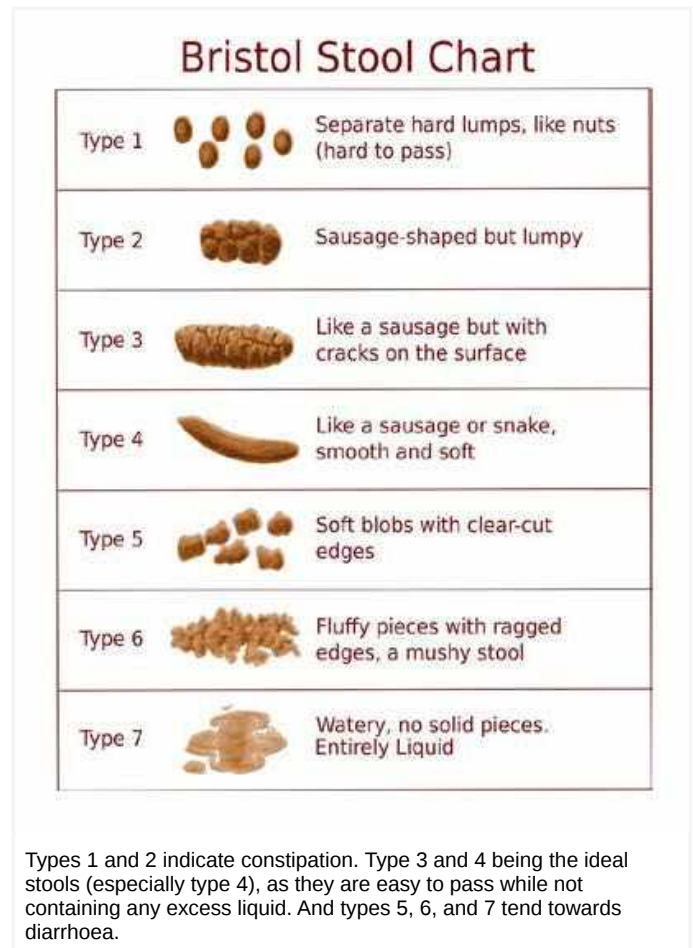 Bristol Stool Chart
Type 1
Separate hard lumps, like nuts
(hard to pass)
Type 2
Sausage-shaped but lumpy
Type 3
Like a sausage but with
cracks on the surface
Type 4
Like a sausage or snake,
smooth and soft
Type 5
Soft blobs with clear-cut
edges
Type 6
Fluffy pieces with ragged
edges, a mushy stool
Type 7
Watery, no solid pieces.
Entirely Liquid
Types 1 and 2 indicate constipation. Type 3 and 4 being the ideal
stools (especially type 4), as they are easy to pass while not
containing any excess liquid. And types 5, 6, and 7 tend towards
diarrhoea.